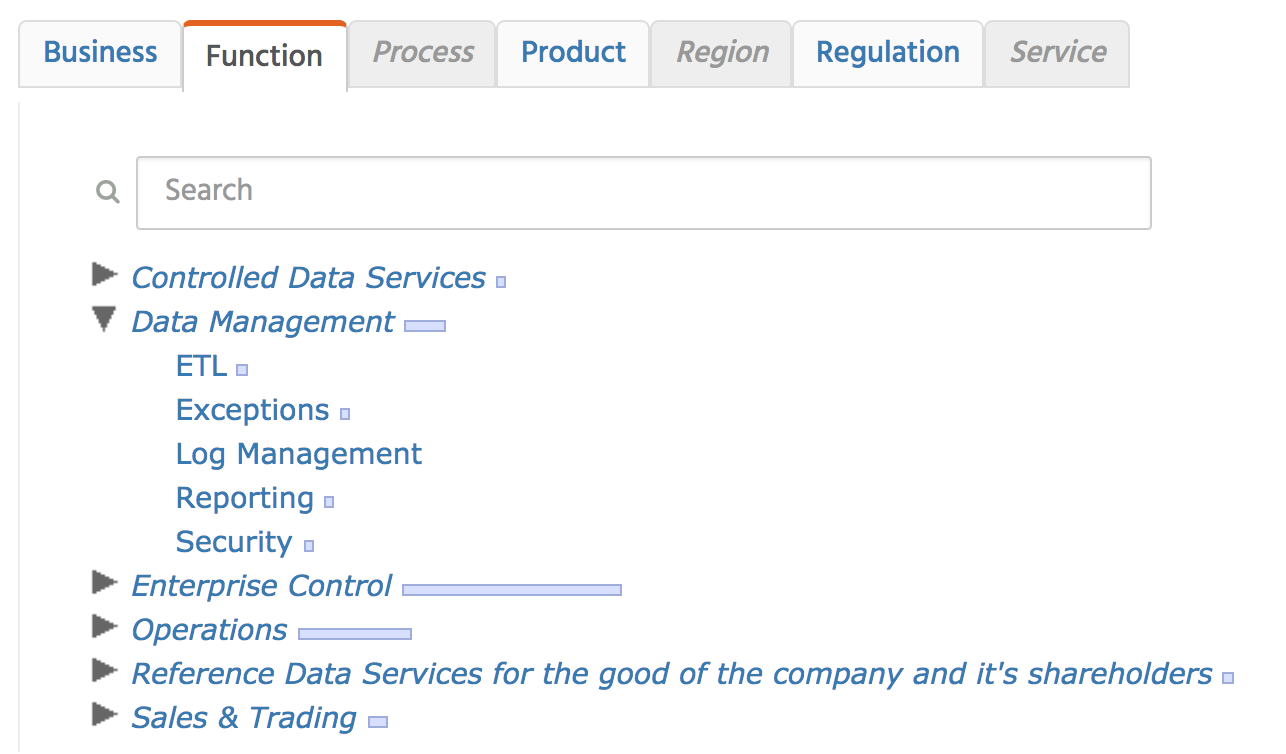 Business Function Process Product Region Regulation Service
Search
Controlled Data Services
Data Management
ETL
Exceptions
Log Management
Reporting
Security
Enterprise Control
Operations
Reference Data Services for the good of the company and it's shareholders
Sales & Trading